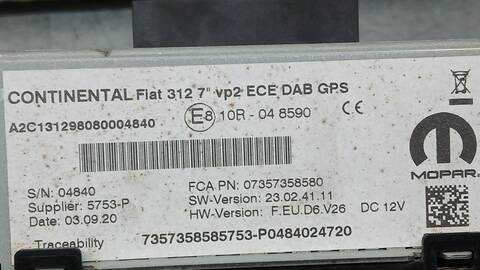 CONTINENTAL Fiat 312 7" vp2 ECE DAB GPS
A2C131298080004840
E8 10R - 04 8590 CE
MOPAR
S/N: 04840
Supplier: 5753-P
Date: 03.09.20
FCA PN: 07357358580
SW-Version: 23.02.41.11
HW-Version: F.EU.D6.V26 DC 12V
Traceability 7357358585753-P0484024720